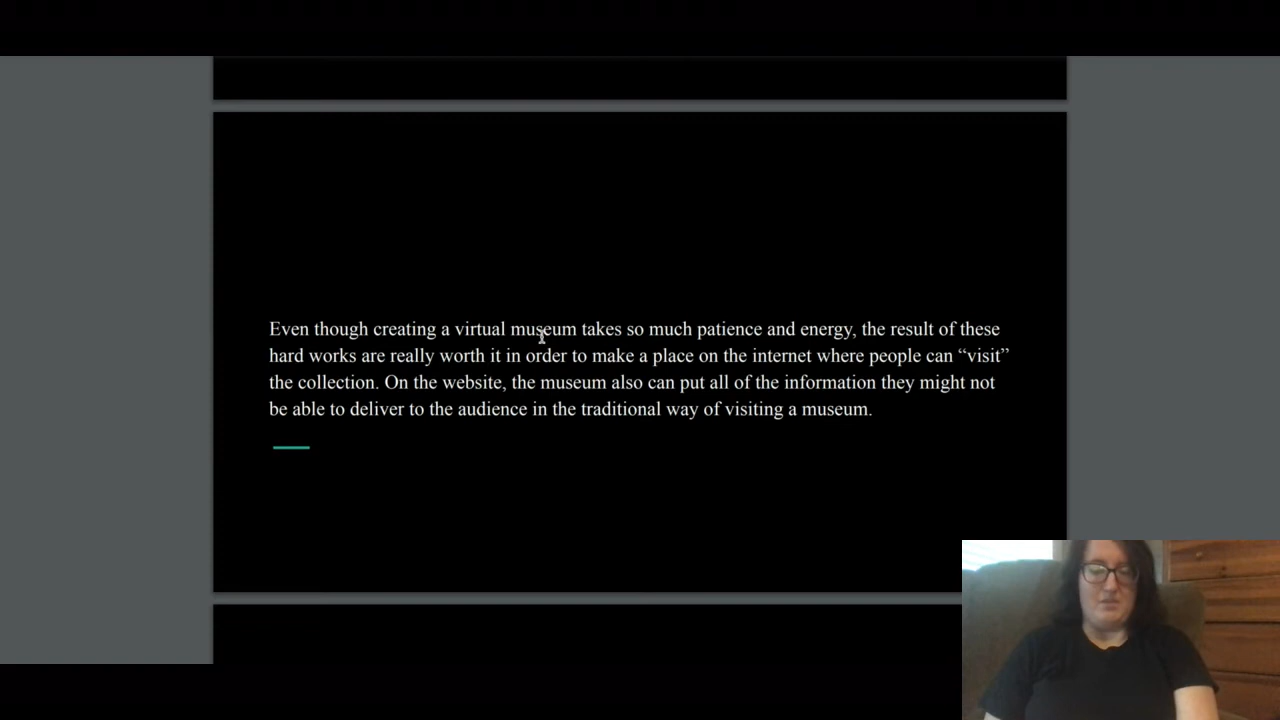 Even though creating a virtual museum takes so much patience and energy, the result of these
hard works are really worth it in order to make a place on the internet where people can “visit”
the collection. On the website, the museum also can put all of the information they might not
be able to deliver to the audience in the traditional way of visiting a museum.